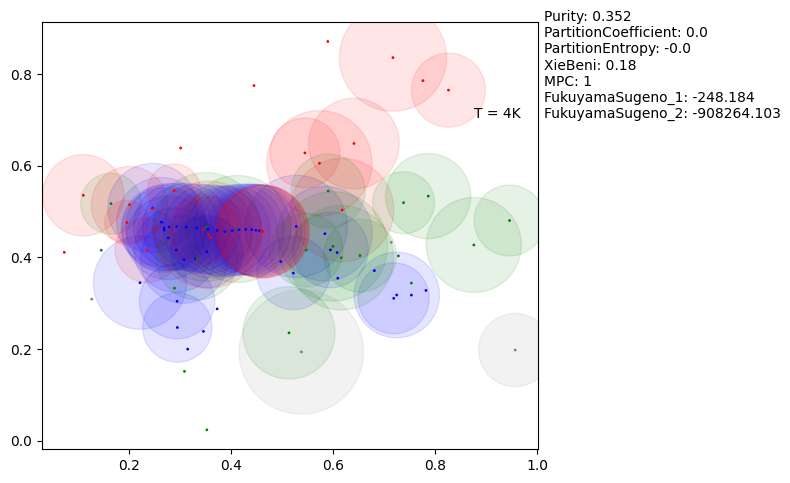 Purity: 0.352
PartitionCoefficient: 0.0
PartitionEntropy: -0.0
XieBeni: 0.18
MPC: 1
FukuyamaSugeno_1: -248.184
FukuyamaSugeno_2: -908264.103
T = 4K
0.8
0.6
0.4
0.2
0.0
0.2 0.4 0.6 0.8 1.0